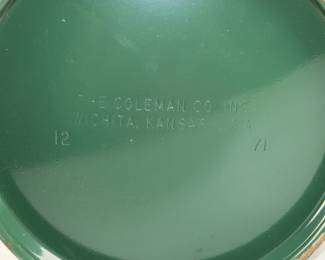 THE COLEMAN CO. INC.
WICHITA, KANSAS U.S.A.
12 + 71